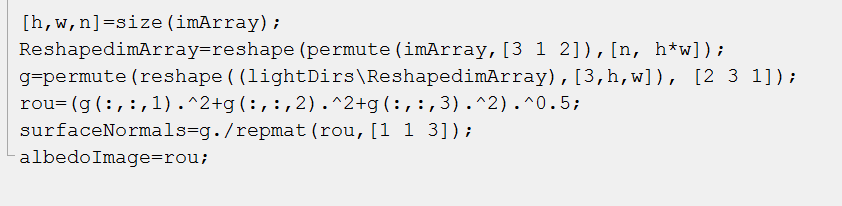 [h,w,n]=size(imArray);
ReshapedimArray=reshape(permute(imArray,[3 1 2]),[n, h*w]);
g=permute(reshape((lightDirs\ReshapedimArray),[3,h,w]), [2 3 1]);
rou=(g(:,:,1).^2+g(:,:,2).^2+g(:,:,3).^2).^0.5;
surfaceNormals=g./repmat(rou,[1 1 3]);
albedoImage=rou;